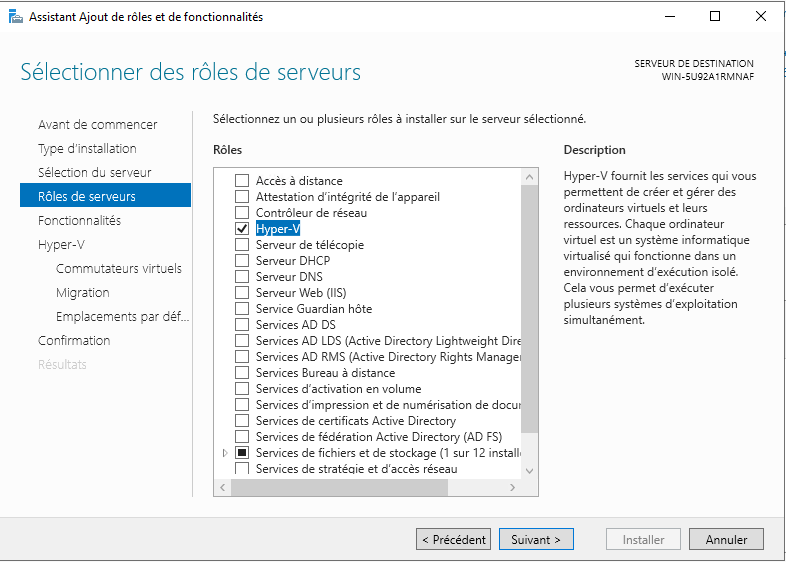 Assistant Ajout de rôles et de fonctionnalités
Sélectionner des rôles de serveurs
SERVEUR DE DESTINATION
WIN-5U92A1RMNAF
Avant de commencer
Type d'installation
Sélection du serveur
Rôles de serveurs
Fonctionnalités
Hyper-V
Commutateurs virtuels
Migration
Emplacements par déf...
Confirmation
Résultats
Sélectionnez un ou plusieurs rôles à installer sur le serveur sélectionné.
Rôles
Accès à distance
Attestation d'intégrité de l'appareil
Contrôleur de réseau
Hyper-V
Serveur de télécopie
Serveur DHCP
Serveur DNS
Serveur Web (IIS)
Service Guardian hôte
Services AD DS
Services AD LDS (Active Directory Lightweight Dire
Services AD RMS (Active Directory Rights Manager
Services Bureau à distance
Services d'activation en volume
Services d'impression et de numérisation de docu
Services de certificats Active Directory
Services de fédération Active Directory (AD FS)
Services de fichiers et de stockage (1 sur 12 install
Services de stratégie et d'accès réseau
Description
Hyper-V fournit les services qui vous
permettent de créer et gérer des
ordinateurs virtuels et leurs
ressources. Chaque ordinateur
virtuel est un système informatique
virtualisé qui fonctionne dans un
environnement d'exécution isolé.
Cela vous permet d'exécuter
plusieurs systèmes d'exploitation
simultanément.
< Précédent
Suivant >
Installer
Annuler